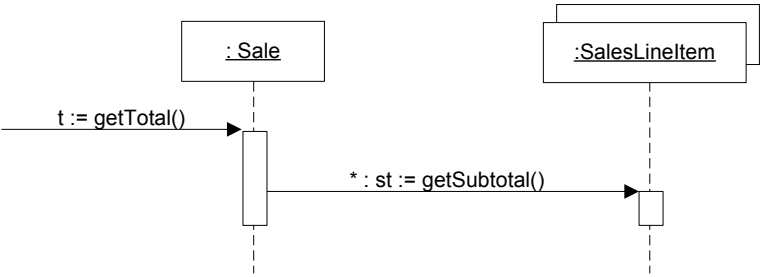 : Sale
:SalesLineItem
t := getTotal()
* : st := getSubtotal()